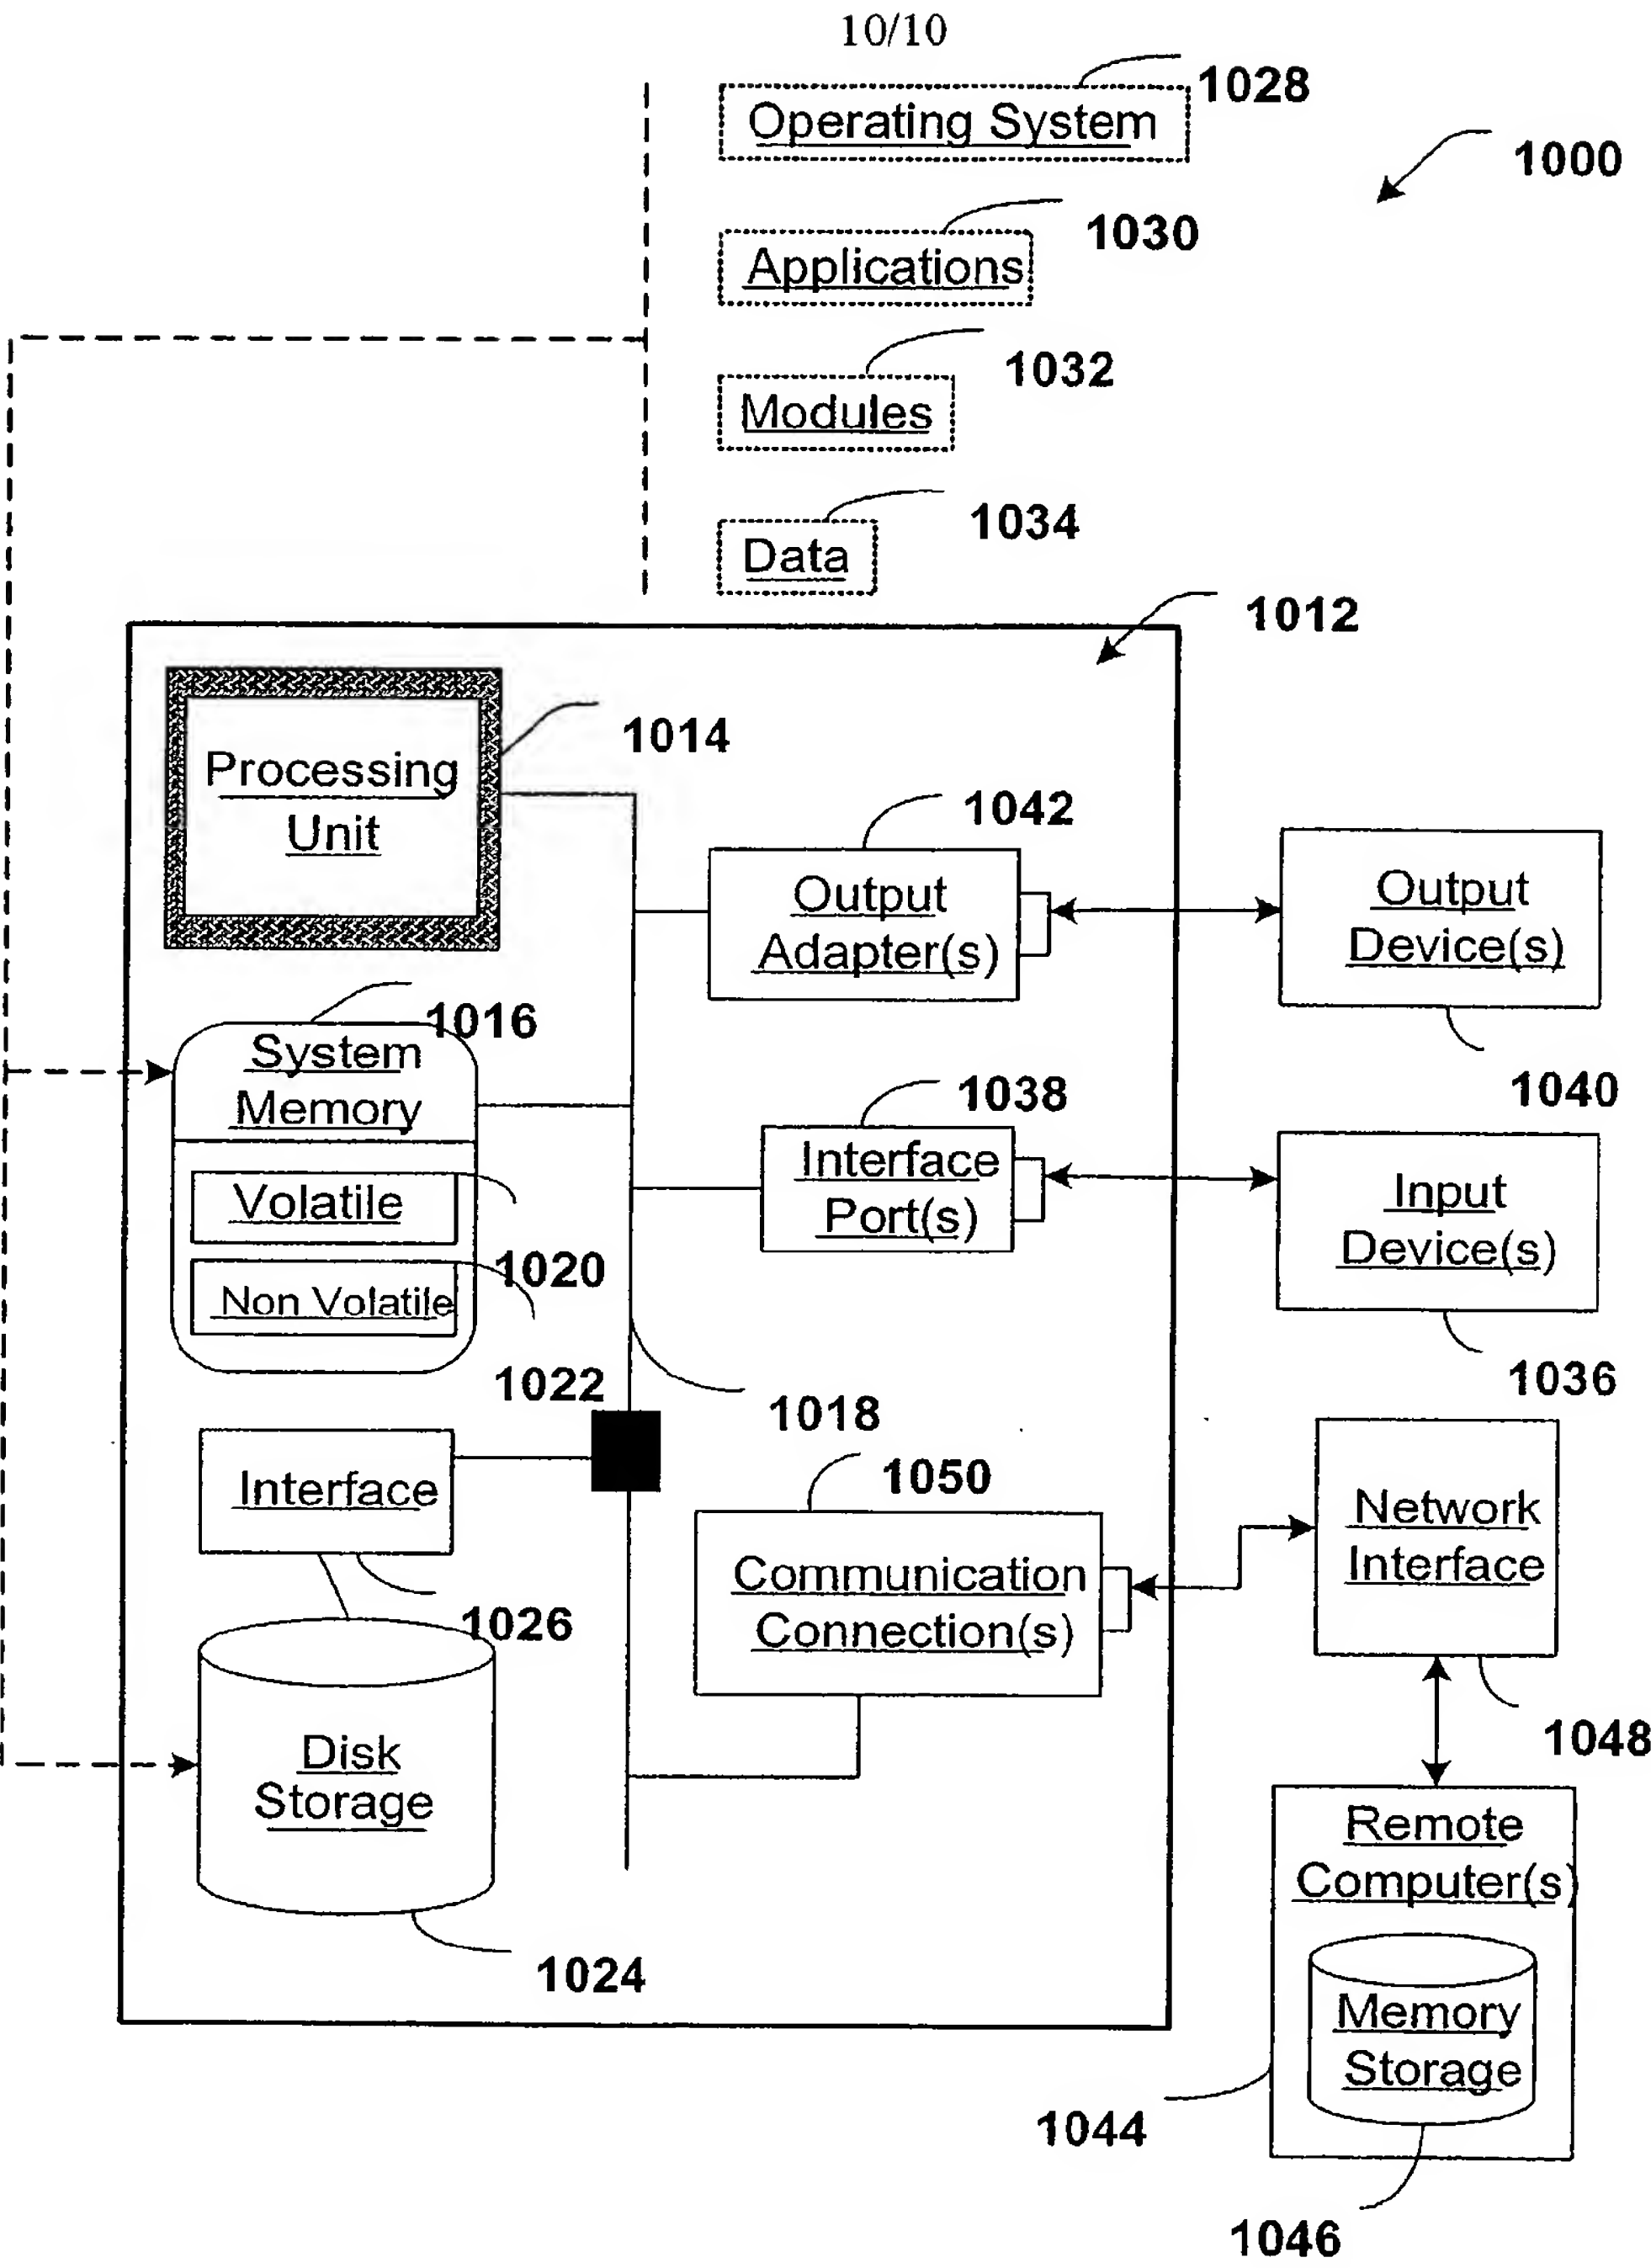 10/10
1028
Operating System
1000
1030
Applications
1032
Modules
1034
Data
1012
1014
Processing
Unit
1042
Output
Adapter(s)
Output
Device(s)
1040
1016
System
Memory
Volatile
1020
Non Volatile
1022
1038
Interface
Port(s)
Input
Device(s)
1036
1018
Interface
1026
1050
Communication
Connection(s)
Network
Interface
1048
Disk
Storage
1024
Remote
Computer(s)
Memory
Storage
1044
1046